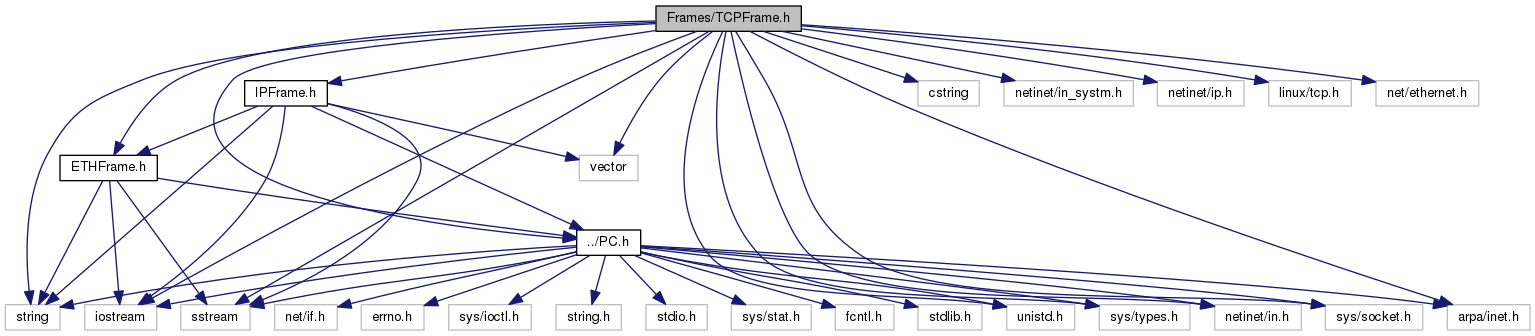 Frames/TCPFrame.h
IPFrame.h
cstring
netinet/in_systm.h
netinet/ip.h
linux/tcp.h
net/ethernet.h
ETHFrame.h
vector
../PC.h
string
iostream
sstream
net/if.h
errno.h
sys/ioctl.h
string.h
stdio.h
sys/stat.h
fcntl.h
stdlib.h
unistd.h
sys/types.h
netinet/in.h
sys/socket.h
arpa/inet.h